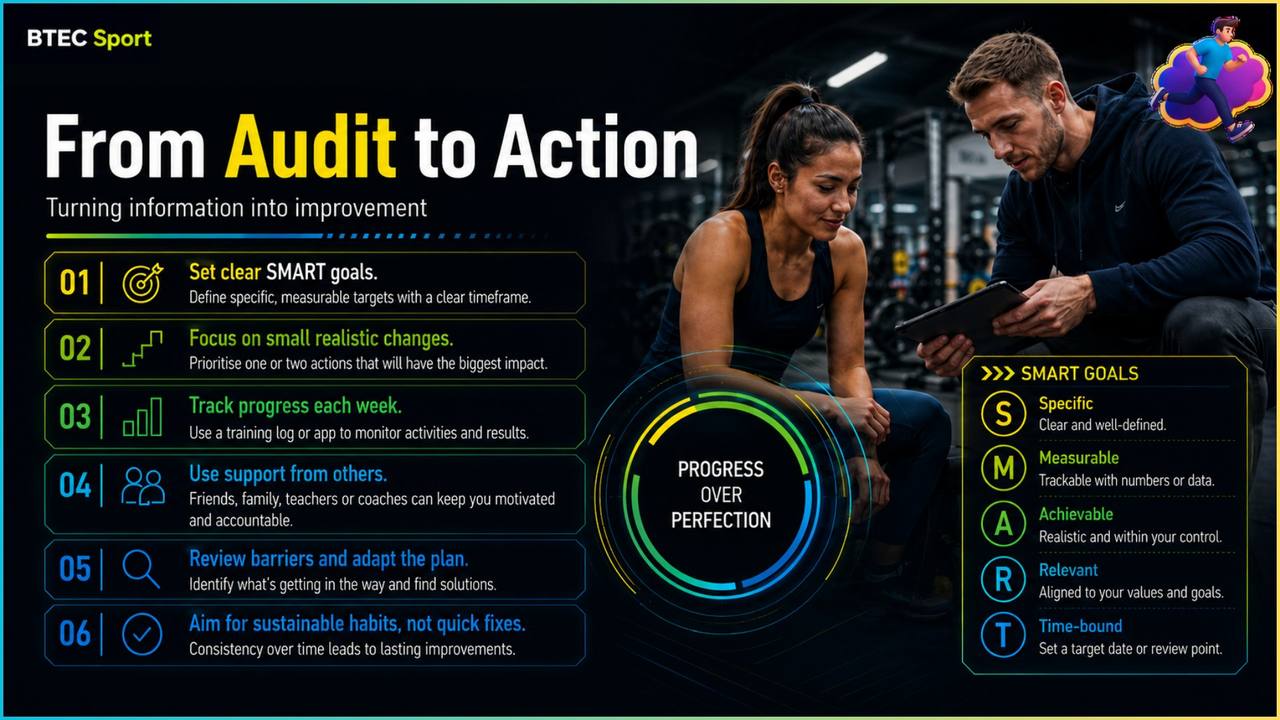 BTEC Sport
From Audit to Action
Turning information into improvement
01
Set clear SMART goals.
Define specific, measurable targets with a clear timeframe.
02
Focus on small realistic changes.
Prioritise one or two actions that will have the biggest impact.
03
Track progress each week.
Use a training log or app to monitor activities and results.
04
Use support from others.
Friends, family, teachers or coaches can keep you motivated
and accountable.
05
Review barriers and adapt the plan.
Identify what's getting in the way and find solutions.
06
Aim for sustainable habits, not quick fixes.
Consistency over time leads to lasting improvements.
PROGRESS
OVER
PERFECTION
SMART GOALS
S
Specific
Clear and well-defined.
M
Measurable
Trackable with numbers or data.
A
Achievable
Realistic and within your control.
R
Relevant
Aligned to your values and goals.
T
Time-bound
Set a target date or review point.